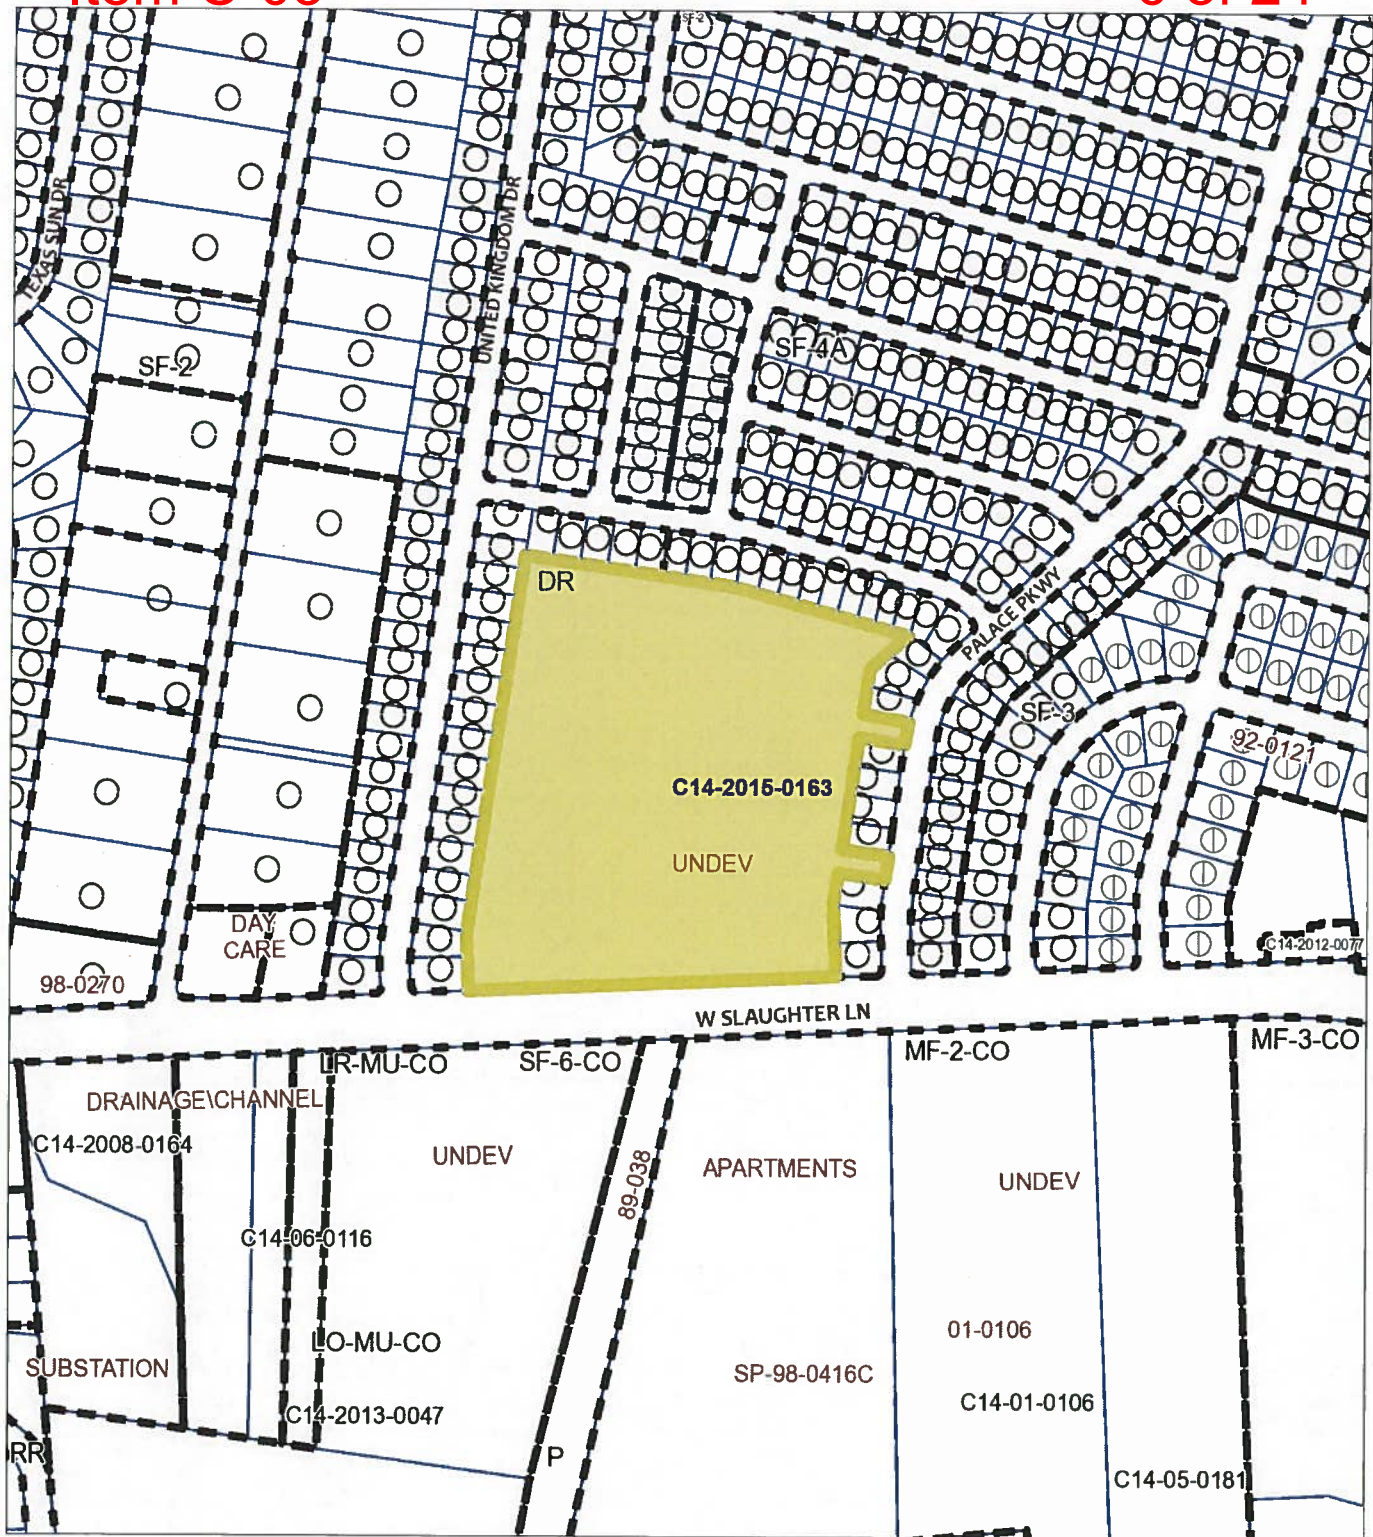 SF-2
TEXAS SUN DR
UNITED KINGDOM DR
SF-2
SF-4A
DR
PALACE PKWY
SF-3
92-0121
C14-2015-0163
UNDEV
DAY
CARE
98-0270
C14-2012-0077
W SLAUGHTER LN
LR-MU-CO
SF-6-CO
MF-2-CO
MF-3-CO
DRAINAGE\CHANNEL
C14-2008-0164
UNDEV
89-038
APARTMENTS
UNDEV
C14-06-0116
LO-MU-CO
01-0106
SUBSTATION
SP-98-0416C
C14-01-0106
C14-2013-0047
RR
P
C14-05-0181